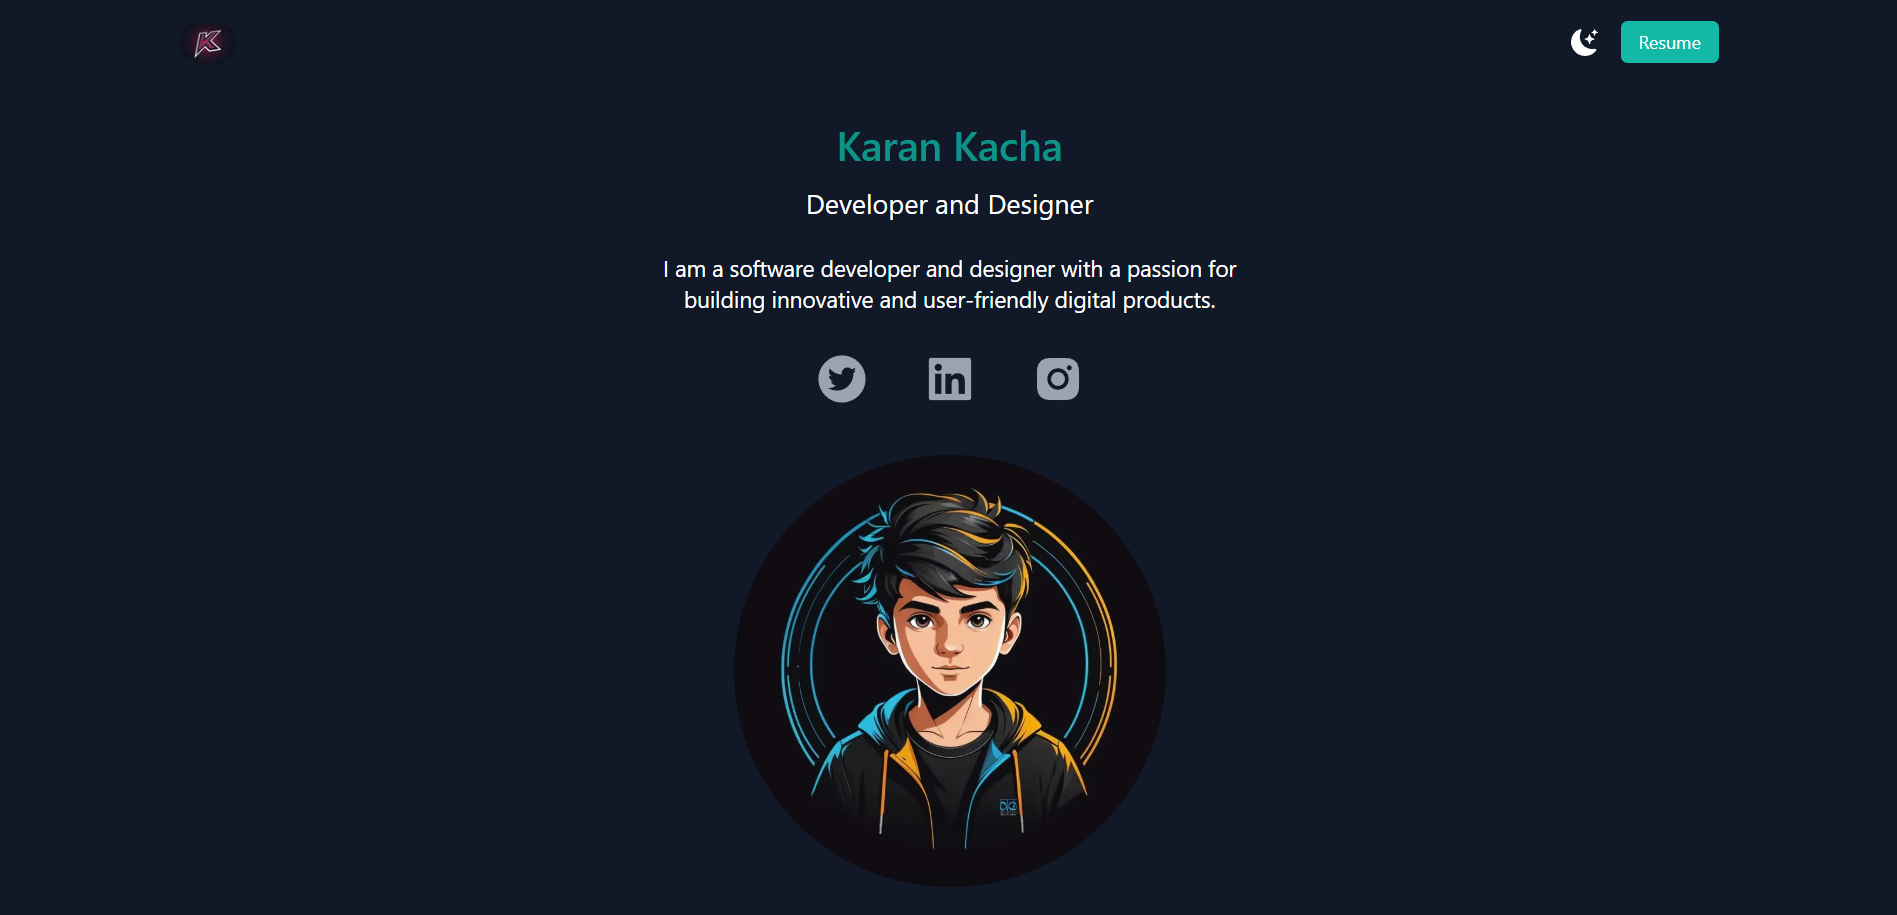 K
Resume
Karan Kacha
Developer and Designer
I am a software developer and designer with a passion for
building innovative and user-friendly digital products.
in